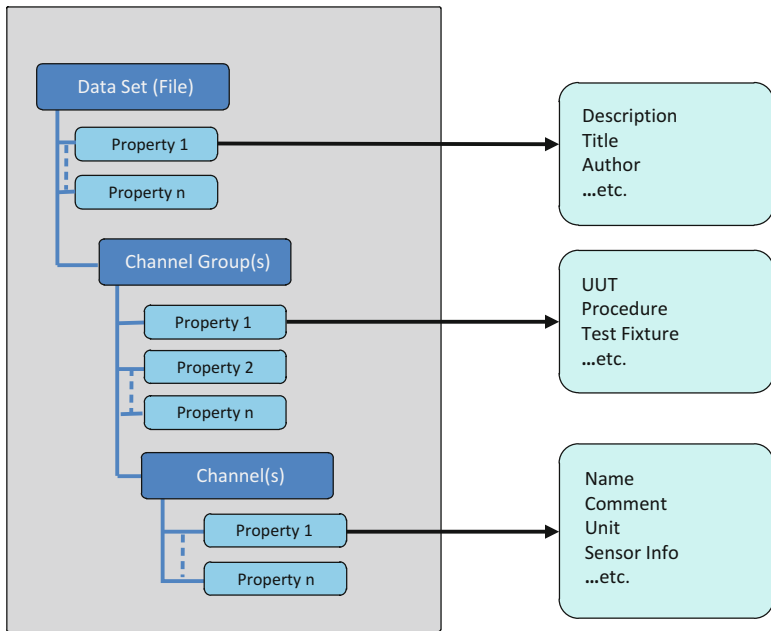 Data Set (File)
Property 1
Property n
Description
Title
Author
...etc.
Channel Group(s)
Property 1
Property 2
Property n
UUT
Procedure
Test Fixture
...etc.
Channel(s)
Property 1
Property n
Name
Comment
Unit
Sensor Info
...etc.